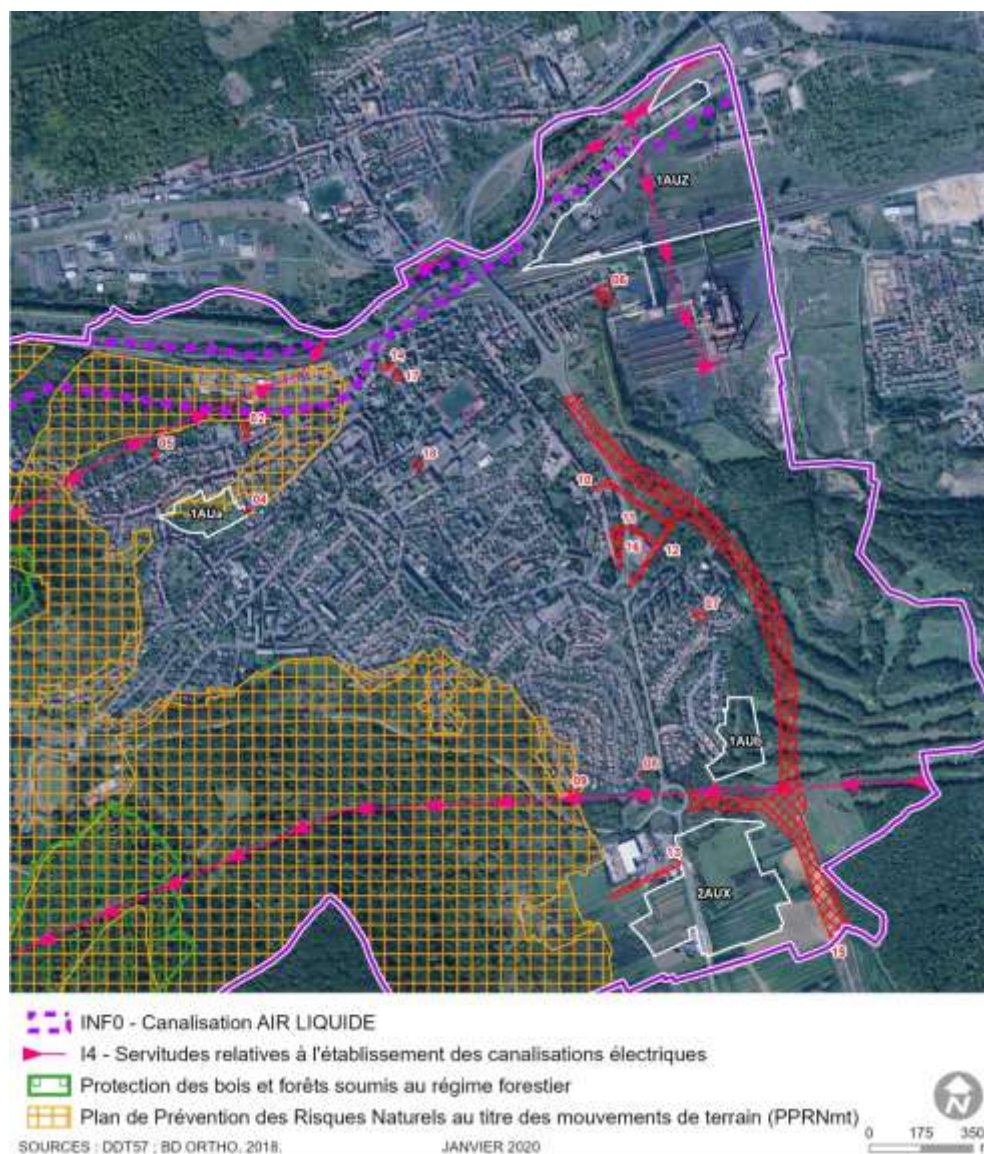 1AUZ
06
14
17
02
05
18
1AUa
04
10
11
16
12
07
1AUb
08
09
13
2AUX
15
INF0 - Canalisation AIR LIQUIDE
I4 - Servitudes relatives à l'établissement des canalisations électriques
Protection des bois et forêts soumis au régime forestier
Plan de Prévention des Risques Naturels au titre des mouvements de terrain (PPRNmt)
N
0 175 350
SOURCES : DDT57 ; BD ORTHO, 2018. JANVIER 2020